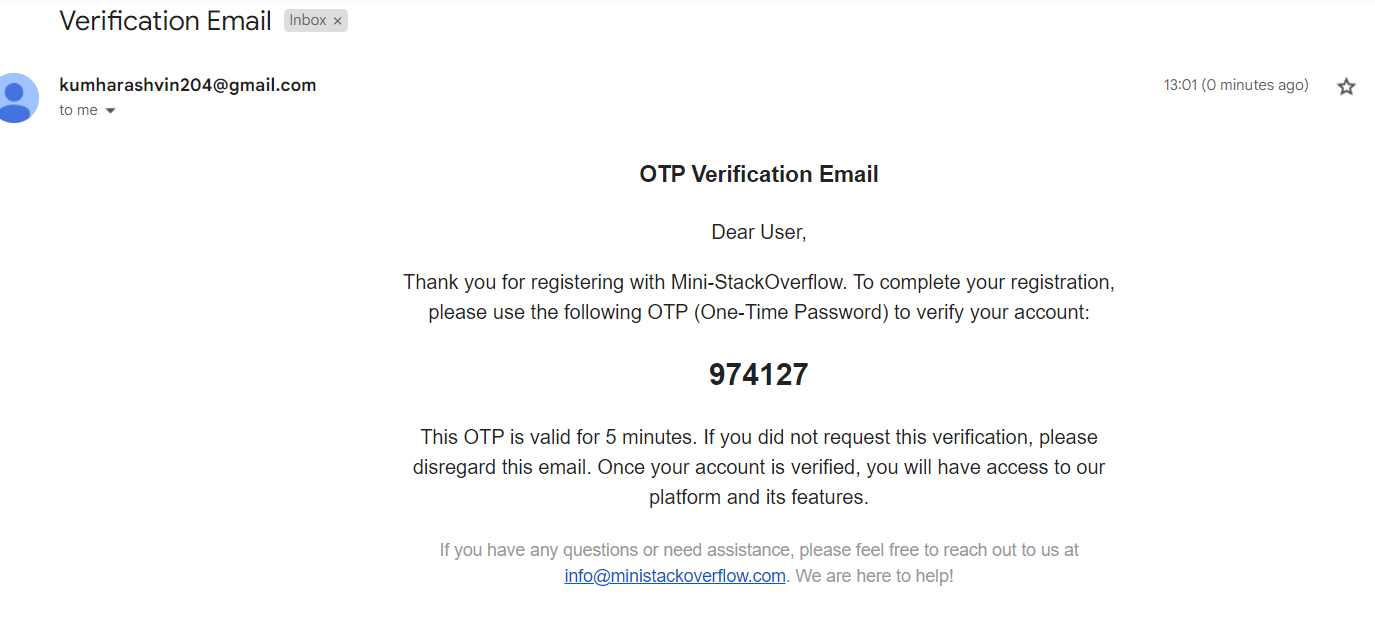 Verification Email Inbox ×
kumharashvin204@gmail.com 13:01 (0 minutes ago)
to me
OTP Verification Email
Dear User,
Thank you for registering with Mini-StackOverflow. To complete your registration,
please use the following OTP (One-Time Password) to verify your account:
974127
This OTP is valid for 5 minutes. If you did not request this verification, please
disregard this email. Once your account is verified, you will have access to our
platform and its features.
If you have any questions or need assistance, please feel free to reach out to us at
info@ministackoverflow.com. We are here to help!